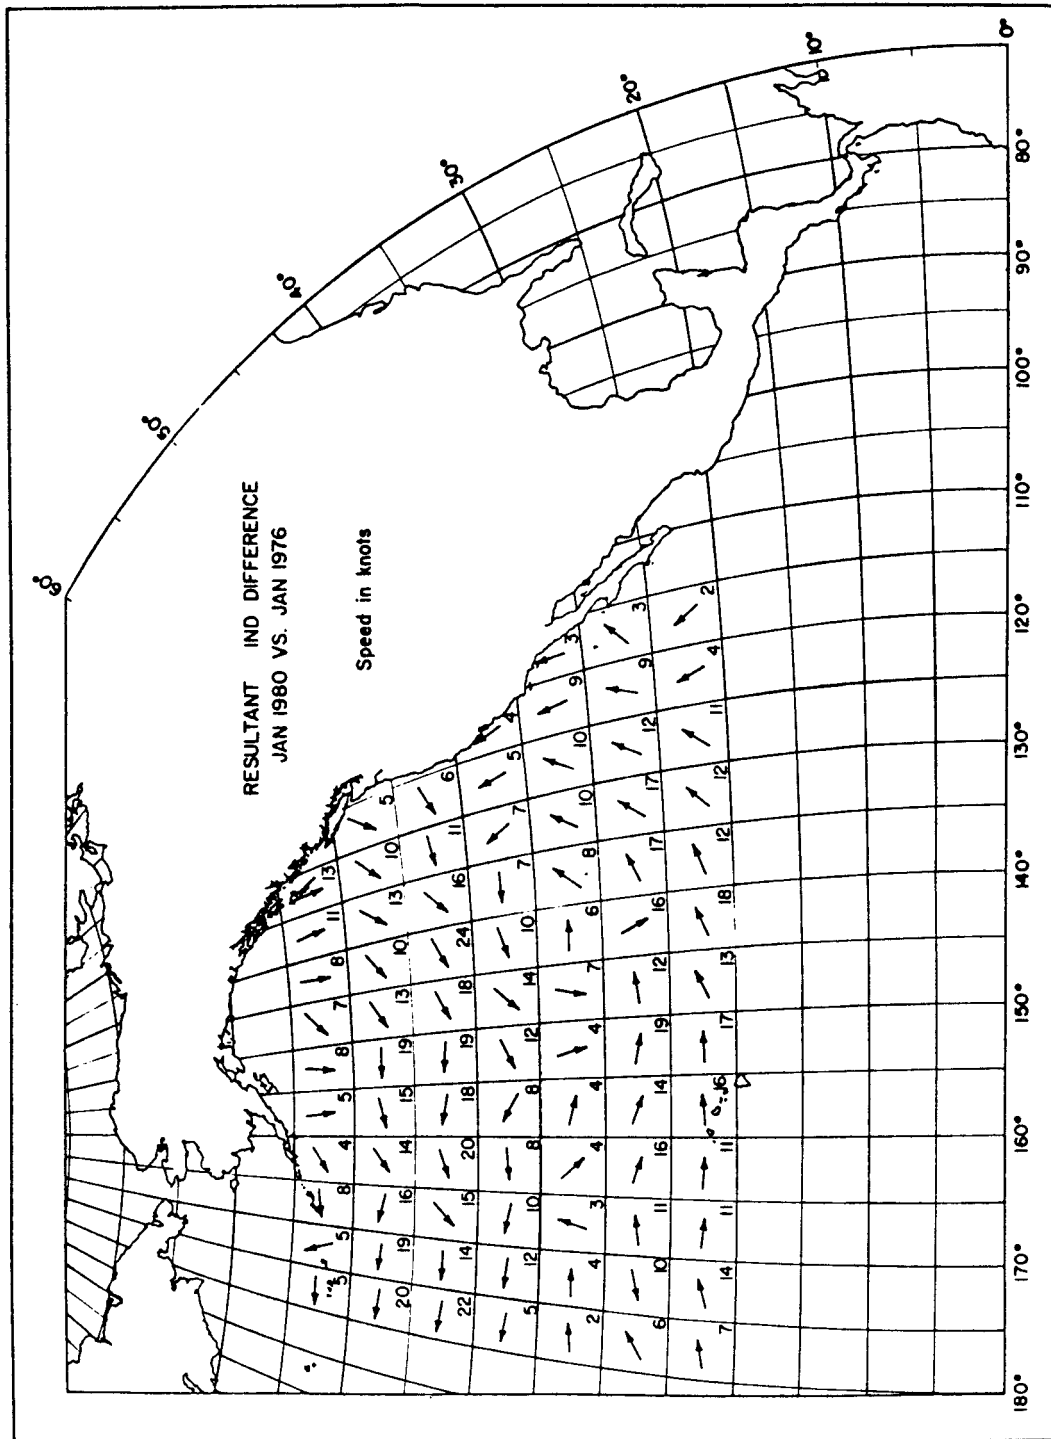 60°
50°
40°
30°
20°
10°
0°
RESULTANT IND DIFFERENCE
JAN 1980 VS. JAN 1976
Speed in knots
5 5 8 4 5 8 7 8 11 13
20 19 16 14 15 19 13 10 13 10 5
22 14 15 20 18 19 18 24 16 11 6
5 12 10 8 8 12 14 10 7 7 5 4
2 4 3 4 4 4 7 6 8 10 10 9 3
6 10 11 16 14 19 12 16 17 17 12 9 3
7 14 11 11 16 17 13 18 12 12 11 4 2
180° 170° 160° 150° 140° 130° 120° 110° 100° 90° 80°